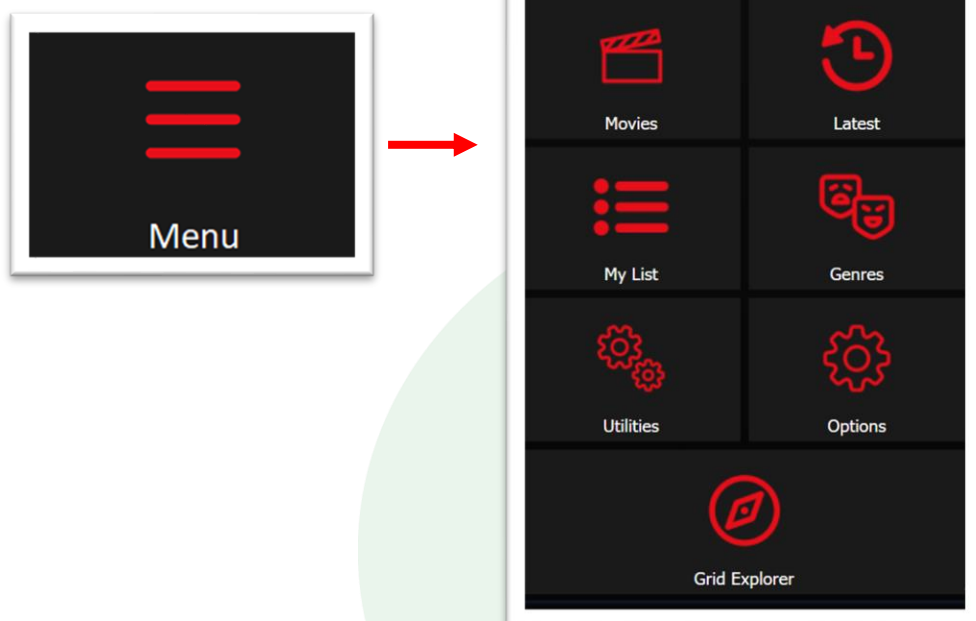 Menu
Movies
Latest
My List
Genres
Utilities
Options
Grid Explorer